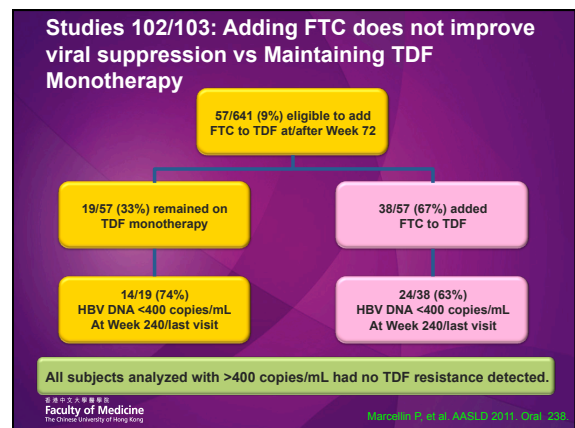 Studies 102/103: Adding FTC does not improve
viral suppression vs Maintaining TDF
Monotherapy
57/641 (9%) eligible to add
FTC to TDF at/after Week 72
19/57 (33%) remained on
TDF monotherapy
38/57 (67%) added
FTC to TDF
14/19 (74%)
HBV DNA <400 copies/mL
At Week 240/last visit
24/38 (63%)
HBV DNA <400 copies/mL
At Week 240/last visit
All subjects analyzed with >400 copies/mL had no TDF resistance detected.
香港中文大學醫學院
Faculty of Medicine
The Chinese University of Hong Kong
Marcellin P, et al. AASLD 2011. Oral 238.